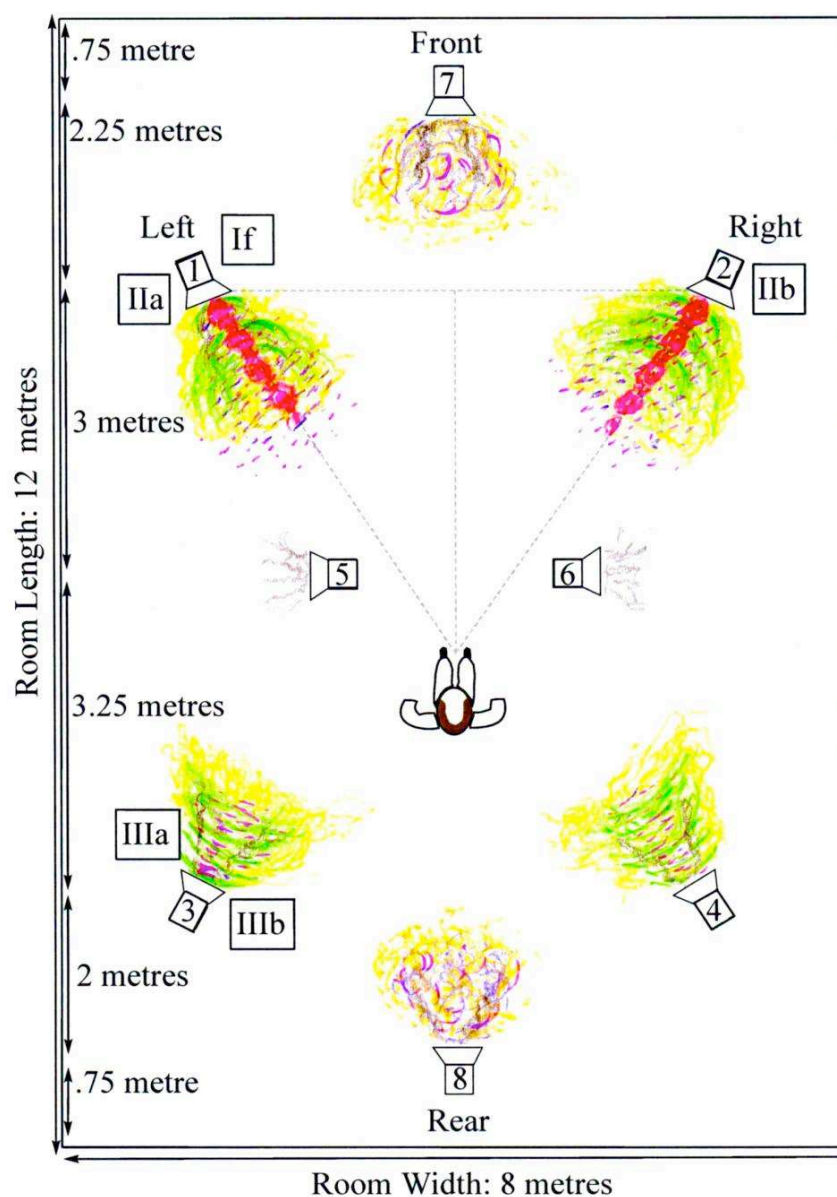 .75 metre
Front
7
2.25 metres
Left
If
Right
1
2
IIa
IIb
3 metres
5
6
Room Length: 12 metres
3.25 metres
IIIa
3
IIIb
4
2 metres
.75 metre
8
Rear
Room Width: 8 metres